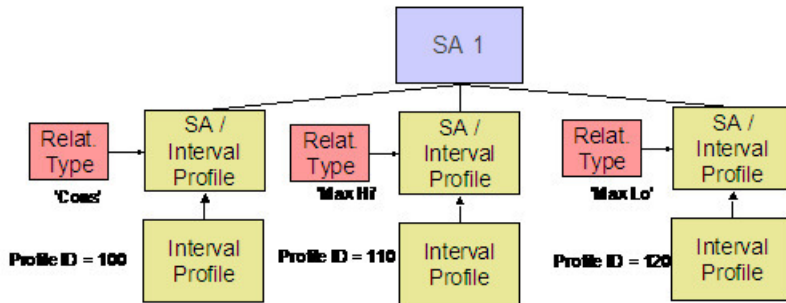 SA 1
Relat.
Type
'Cons'
SA /
Interval
Profile
Relat.
Type
'Max Hi'
SA /
Interval
Profile
Relat.
Type
'Max Lo'
SA /
Interval
Profile
Profile ID = 100
Interval
Profile
Profile ID = 110
Interval
Profile
Profile ID = 120
Interval
Profile